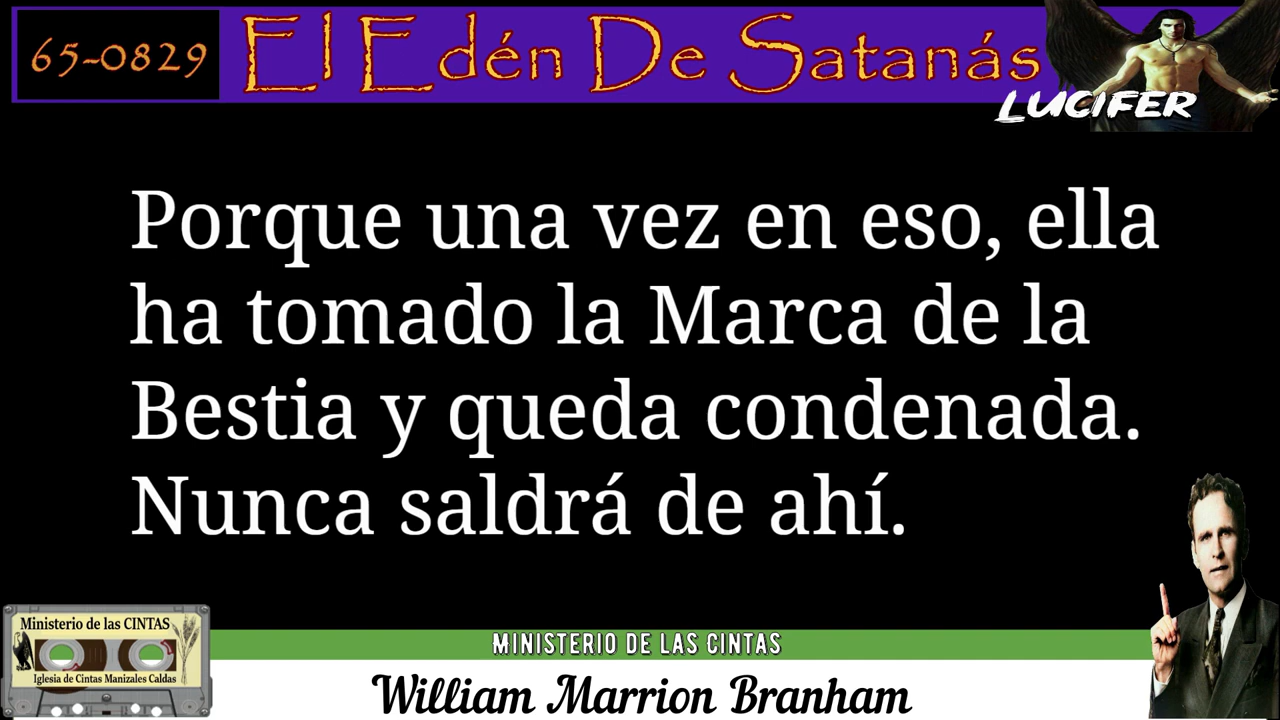 65-0829
El Edén De Satanás
LUCIFER
Porque una vez en eso, ella
ha tomado la Marca de la
Bestia y queda condenada.
Nunca saldrá de ahí.
Ministerio de las CINTAS
Iglesia de Cintas Manizales Caldas
MINISTERIO DE LAS CINTAS
William Marrion Branham